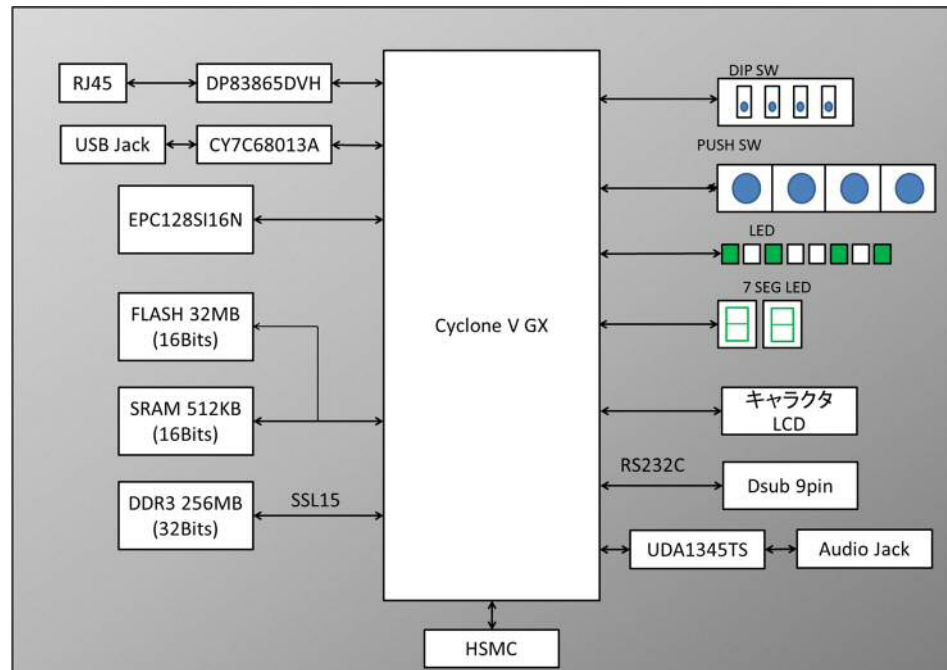 RJ45
DP83865DVH
USB Jack
CY7C68013A
EPC128SI16N
FLASH 32MB
(16Bits)
SRAM 512KB
(16Bits)
DDR3 256MB
(32Bits)
SSL15
Cyclone V GX
HSMC
DIP SW
PUSH SW
LED
7 SEG LED
キャラクタ
LCD
RS232C
Dsub 9pin
UDA1345TS
Audio Jack